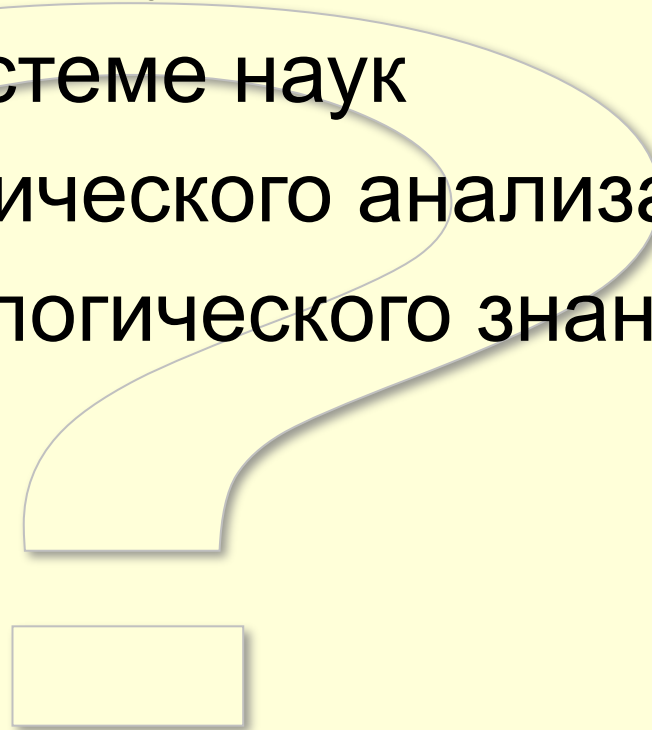 стеме наук
ического анализа
логического знан